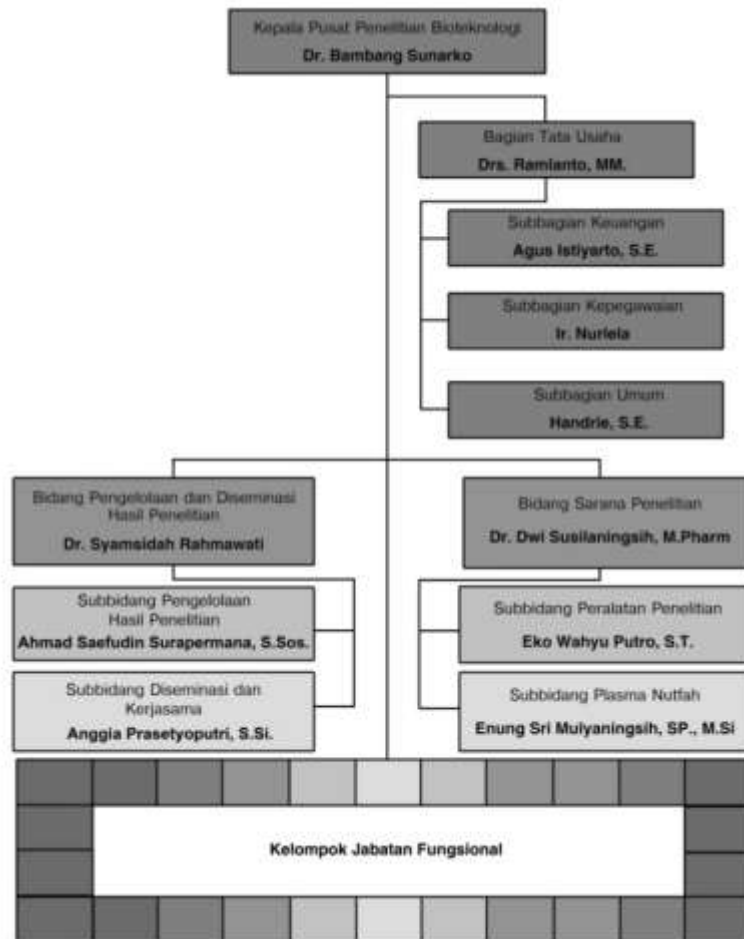 Kepala Pusat Penelitian Bioteknologi
Dr. Bambang Sunarko
Bagian Tata Usaha
Drs. Ramianto, MM.
Subbagian Keuangan
Agus Istiyarto, S.E.
Subbagian Kepegawaian
Ir. Nurlela
Subbagian Umum
Handrie, S.E.
Bidang Pengelolaan dan Diseminasi
Hasil Penelitian
Dr. Syamsidah Rahmawati
Subbidang Pengelolaan
Hasil Penelitian
Ahmad Saefudin Surapermana, S.Sos.
Subbidang Diseminasi dan
Kerjasama
Anggia Prasetyoputri, S.Si.
Bidang Sarana Penelitian
Dr. Dwi Susilaningsih, M.Pharm
Subbidang Peralatan Penelitian
Eko Wahyu Putro, S.T.
Subbidang Plasma Nutfah
Enung Sri Mulyaningsih, SP., M.Si
Kelompok Jabatan Fungsional